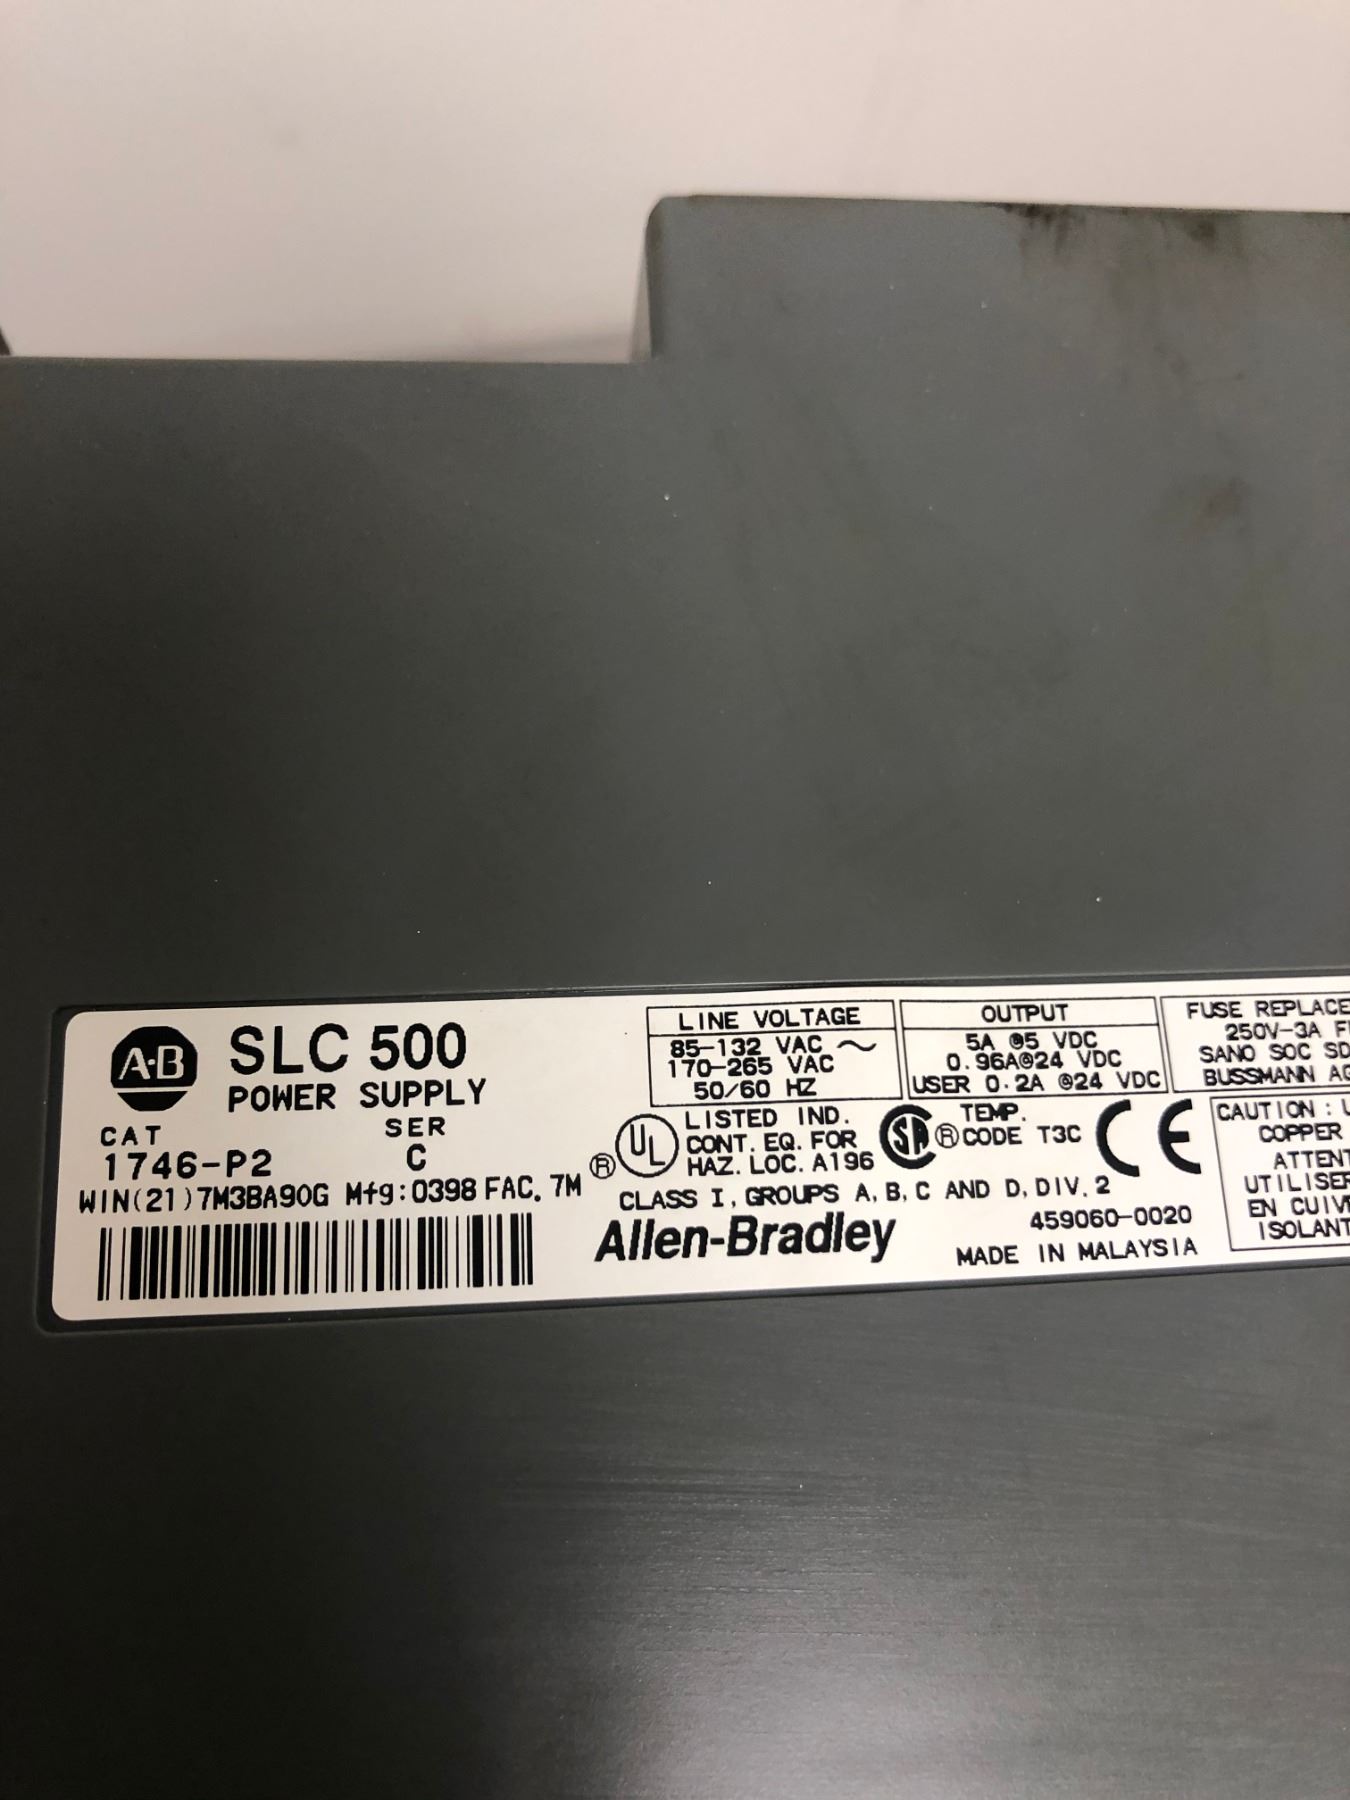 A·B
SLC 500
POWER SUPPLY
CAT SER
1746-P2 C
WIN(21)7M3BA90G Mfg:0398 FAC. 7M
LINE VOLTAGE
85-132 VAC ~
170-265 VAC
50/60 HZ
OUTPUT
5A @5 VDC
0.96A@24 VDC
USER 0.2A @24 VDC
FUSE REPLACE
250V-3A
SANO SOC SD
BUSSMANN AG
® UL
LISTED IND.
CONT. EQ. FOR
HAZ. LOC. A196
SA ®
TEMP.
CODE T3C
CE
CLASS I, GROUPS A, B, C AND D, DIV. 2
Allen-Bradley
459060-0020
MADE IN MALAYSIA
CAUTION :
COPPER
ATTENT
UTILISER
EN CUIV
ISOLANT